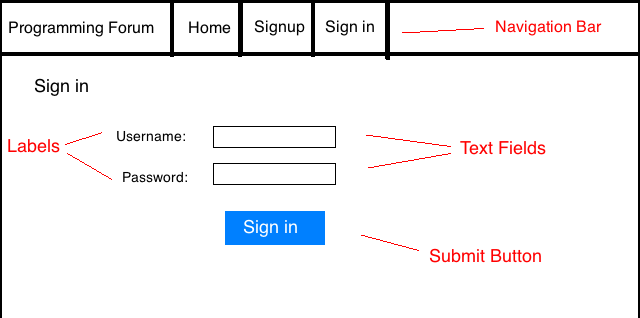 Programming Forum Home Signup Sign in Navigation Bar
Sign in
Username:
Labels
Text Fields
Password:
Sign in
Submit Button